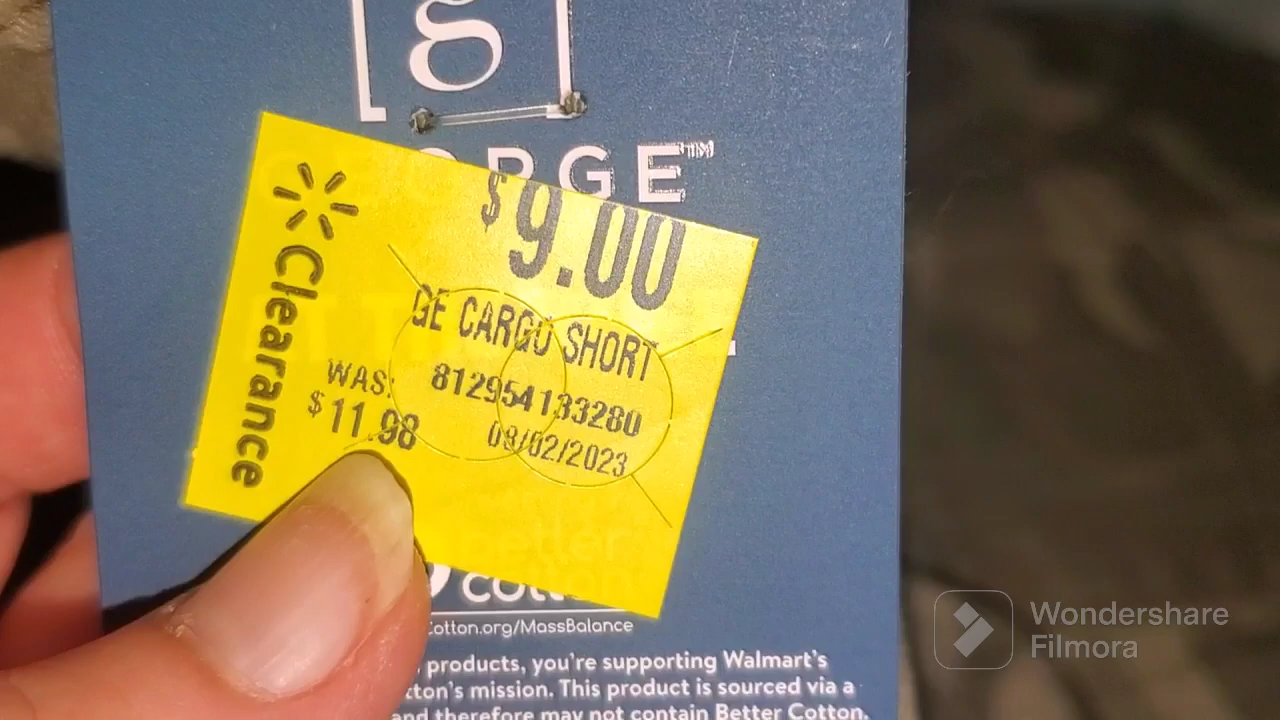 g
GEORGE™
$9.00
Clearance
GE CARGO SHORT
WAS:
$11.98
812954133280
08/02/2023
better
cotton
cotton.org/MassBalance
products, you're supporting Walmart's
tton's mission. This product is sourced via a
and therefore may not contain Better Cotton.
Wondershare
Filmora